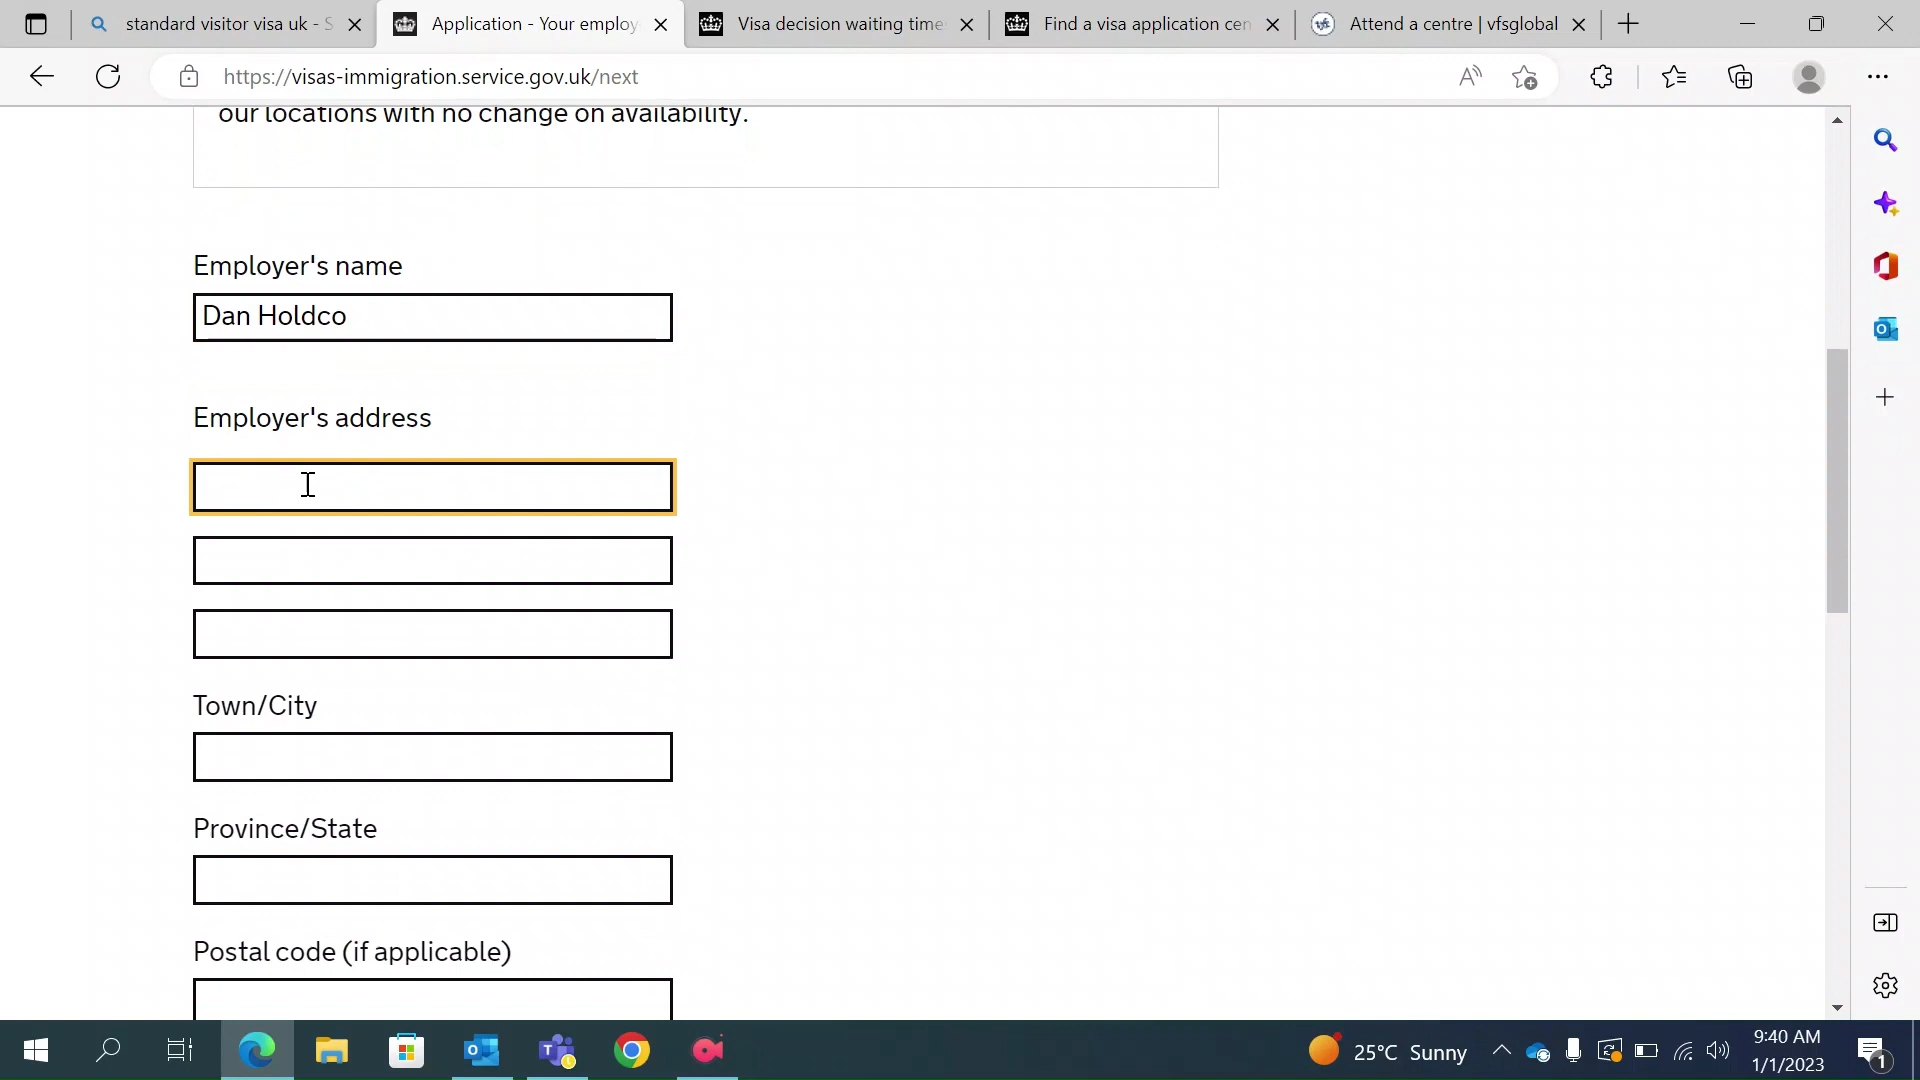 standard visitor visa uk - S
Application - Your employ
Visa decision waiting time
Find a visa application cen
Attend a centre | vfsglobal
https://visas-immigration.service.gov.uk/next
our locations with no change on availability.
Employer's name
Dan Holdco
Employer's address
Town/City
Province/State
Postal code (if applicable)
25°C Sunny
9:40 AM
1/1/2023
1